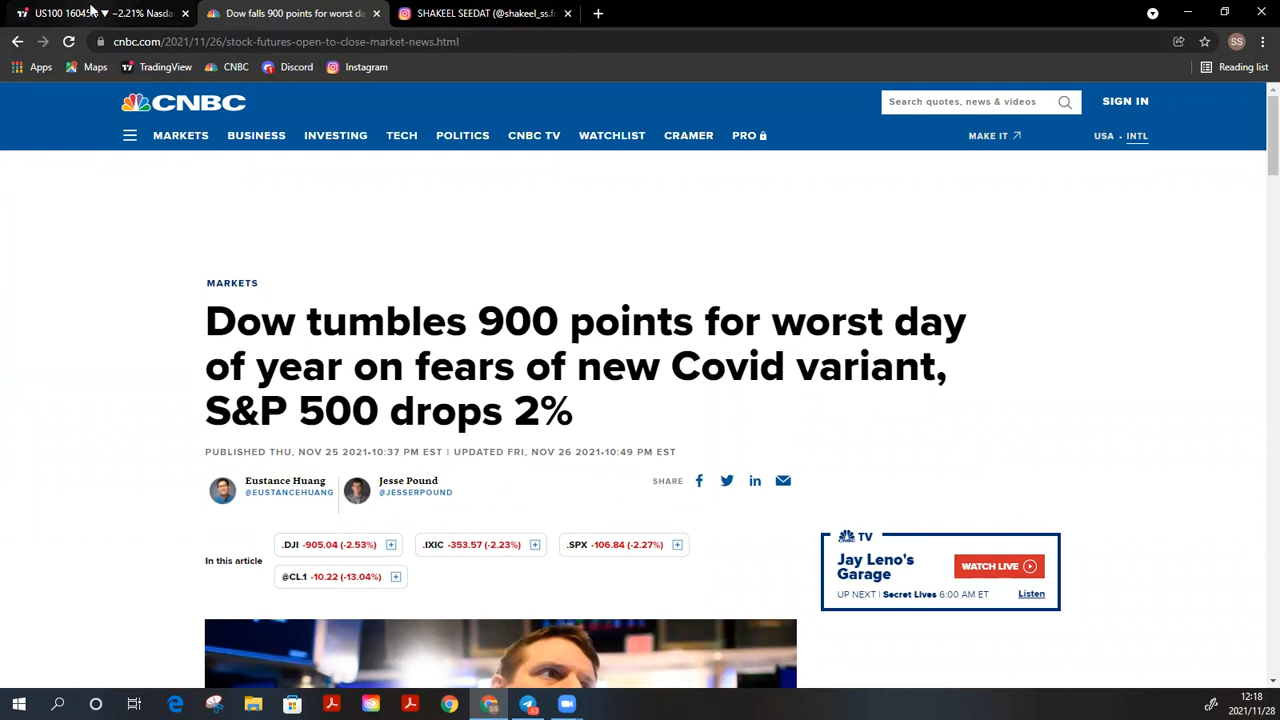 US100 16045 ▼ −2.21% Nasda
Dow falls 900 points for worst da
SHAKEEL SEEDAT (@shakeel_ss.fo
cnbc.com/2021/11/26/stock-futures-open-to-close-market-news.html
SS
Apps
Maps
TradingView
CNBC
Discord
Instagram
Reading list
CNBC
Search quotes, news & videos
SIGN IN
MARKETS
BUSINESS
INVESTING
TECH
POLITICS
CNBC TV
WATCHLIST
CRAMER
PRO
MAKE IT
USA • INTL
MARKETS
Dow tumbles 900 points for worst day
of year on fears of new Covid variant,
S&P 500 drops 2%
PUBLISHED THU, NOV 25 2021•10:37 PM EST | UPDATED FRI, NOV 26 2021•10:49 PM EST
Eustance Huang
@EUSTANCEHUANG
Jesse Pound
@JESSERPOUND
SHARE
In this article
.DJI -905.04 (-2.53%)
.IXIC -353.57 (-2.23%)
.SPX -106.84 (-2.27%)
@CL.1 -10.22 (-13.04%)
TV
Jay Leno's
Garage
WATCH LIVE
UP NEXT | Secret Lives 6:00 AM ET
Listen
12:18
2021/11/28